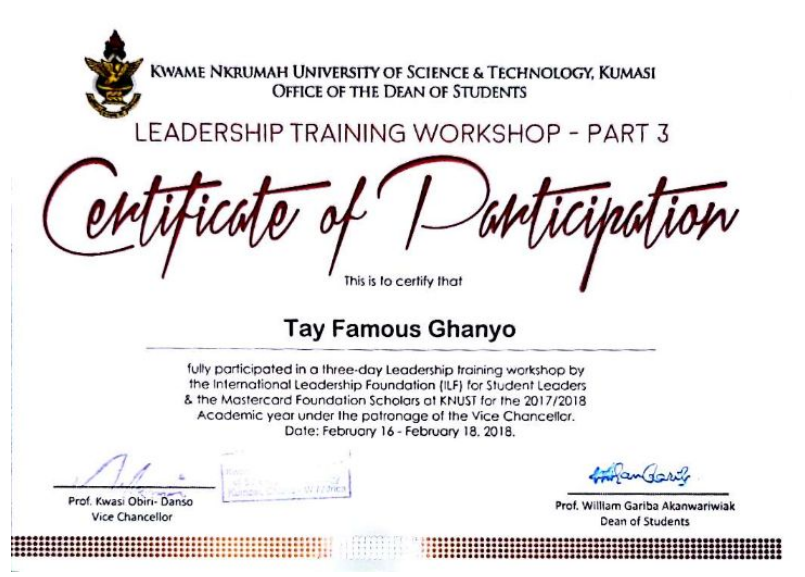 KWAME NKRUMAH UNIVERSITY OF SCIENCE & TECHNOLOGY, KUMASI
OFFICE OF THE DEAN OF STUDENTS
LEADERSHIP TRAINING WORKSHOP - PART 3
Certificate of Participation
This is to certify that
Tay Famous Ghanyo
fully participated in a three-day Leadership training workshop by
the International Leadership Foundation (ILF) for Student Leaders
& the Mastercard Foundation Scholars at KNUST for the 2017/2018
Academic year under the patronage of the Vice Chancellor.
Date: February 16 - February 18, 2018.
Prof. Kwasi Obiri- Danso
Vice Chancellor
Prof. William Gariba Akanwariwiak
Dean of Students